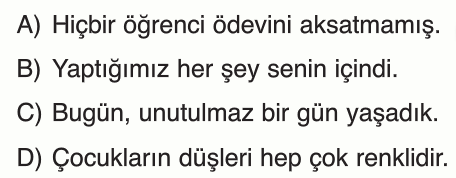 A) Hiçbir öğrenci ödevini aksatmamış.
B) Yaptığımız her şey senin içindi.
C) Bugün, unutulmaz bir gün yaşadık.
D) Çocukların düşleri hep çok renklidir.